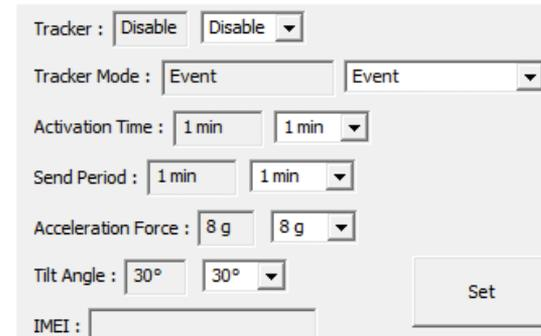 Tracker : Disable Disable
Tracker Mode : Event Event
Activation Time : 1 min 1 min
Send Period : 1 min 1 min
Acceleration Force : 8 g 8 g
Tilt Angle : 30° 30°
Set
IMEI :